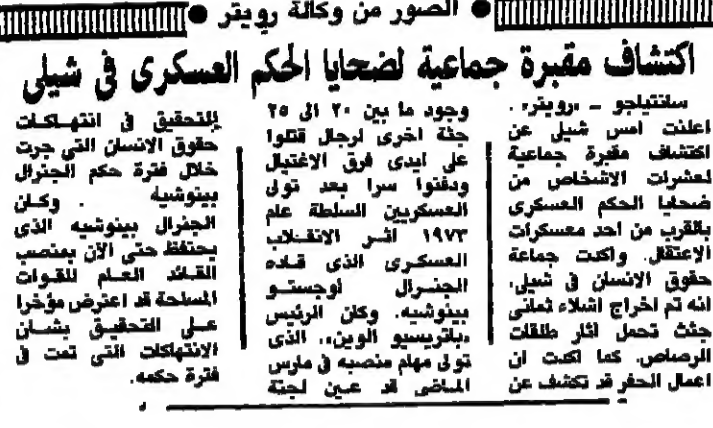 ● الصور من وكالة رويتر ●
اكتشاف مقبرة جماعية لضحايا الحكم العسكرى فى شيلى
سانتياجو - «رويتر» .
اعلنت امس شيلى عن
اكتشاف مقبرة جماعية
لعشرات الاشخاص من
ضحايا الحكم العسكرى
بالقرب من احد معسكرات
الاعتقال. واكدت جماعة
حقوق الانسان فى شيلى،
انه تم اخراج اشلاء ثمانى
جثث تحمل اثار طلقات
الرصاص. كما اكدت ان
اعمال الحفر قد تكشف عن
وجود ما بين ٢٠ الى ٢٥
جثة اخرى لرجال قتلوا
على ايدى فرق الاغتيال
ودفنوا سرا بعد تولى
العسكريين السلطة عام
١٩٧٣ اثر الانقلاب
العسكرى الذى قاده
الجنرال اوجستو
بينوشيه. وكان الرئيس
«باتريسيو الوين»، الذى
تولى مهام منصبه فى مارس
الماضى قد عين لجنة
للتحقيق فى انتهاكات
حقوق الانسان التى جرت
خلال فترة حكم الجنرال
بينوشيه . وكان
الجنرال بينوشيه الذى
يحتفظ حتى الآن بمنصب
القائد العام للقوات
المسلحة قد اعترض مؤخرا
على التحقيق بشان
الانتهاكات التى تمت فى
فترة حكمه.